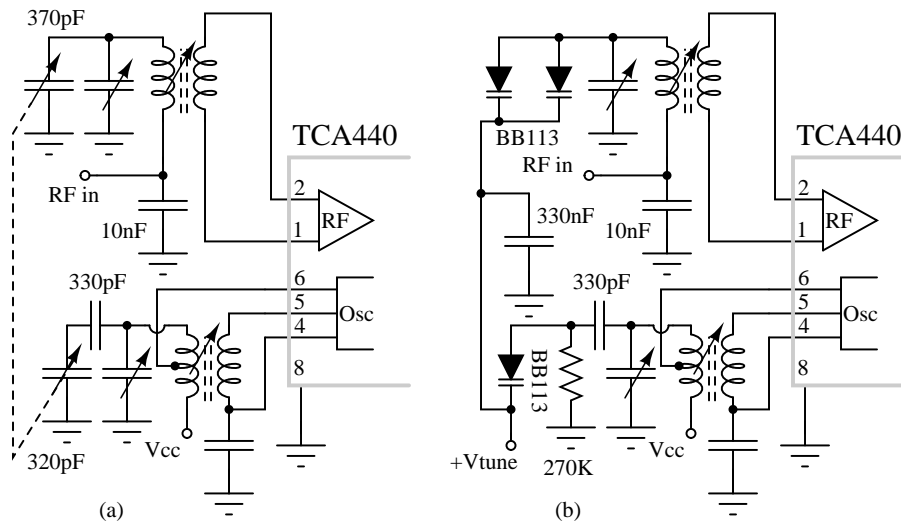 370pF
TCA440
RF in
2
RF
10nF
1
330pF
6
5
Osc
4
8
Vcc
320pF
(a)
BB113
TCA440
RF in
2
330nF
RF
10nF
1
330pF
6
5
Osc
4
BB113
8
+Vtune
Vcc
270K
(b)